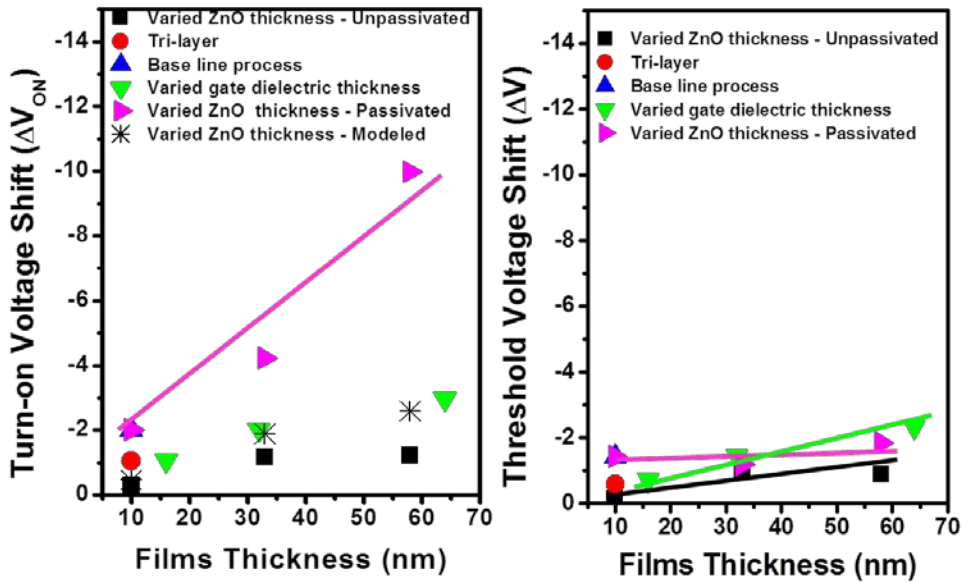 Turn-on Voltage Shift (ΔV_ON)
-14
-12
-10
-8
-6
-4
-2
0
Varied ZnO thickness - Unpassivated
Tri-layer
Base line process
Varied gate dielectric thickness
Varied ZnO thickness - Passivated
Varied ZnO thickness - Modeled
10 20 30 40 50 60 70
Films Thickness (nm)
Threshold Voltage Shift (ΔV)
-14
-12
-10
-8
-6
-4
-2
0
Varied ZnO thickness - Unpassivated
Tri-layer
Base line process
Varied gate dielectric thickness
Varied ZnO thickness - Passivated
10 20 30 40 50 60 70
Films Thickness (nm)